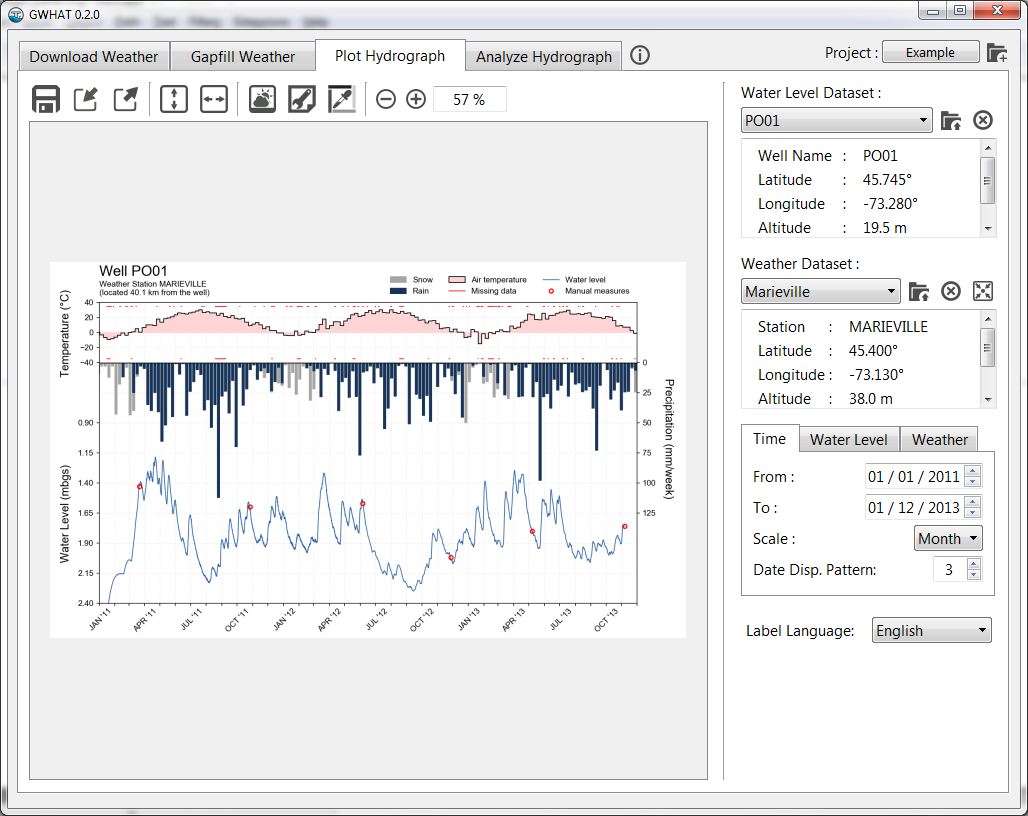 GWHAT 0.2.0
Download Weather
Gapfill Weather
Plot Hydrograph
Analyze Hydrograph
Project :
Example
57 %
Well PO01
Weather Station MARIEVILLE
(located 40.1 km from the well)
Snow
Rain
Air temperature
Missing data
Water level
Manual measures
Temperature (°C)
40
20
0
−20
−40
Water Level (mbgs)
0.90
1.15
1.40
1.65
1.90
2.15
2.40
0
25
50
75
100
125
Precipitation (mm/week)
JAN '11
APR '11
JUL '11
OCT '11
JAN '12
APR '12
JUL '12
OCT '12
JAN '13
APR '13
JUL '13
OCT '13
Water Level Dataset :
PO01
Well Name : PO01
Latitude : 45.745°
Longitude : -73.280°
Altitude : 19.5 m
Weather Dataset :
Marieville
Station : MARIEVILLE
Latitude : 45.400°
Longitude : -73.130°
Altitude : 38.0 m
Time
Water Level
Weather
From : 01 / 01 / 2011
To : 01 / 12 / 2013
Scale : Month
Date Disp. Pattern: 3
Label Language: English